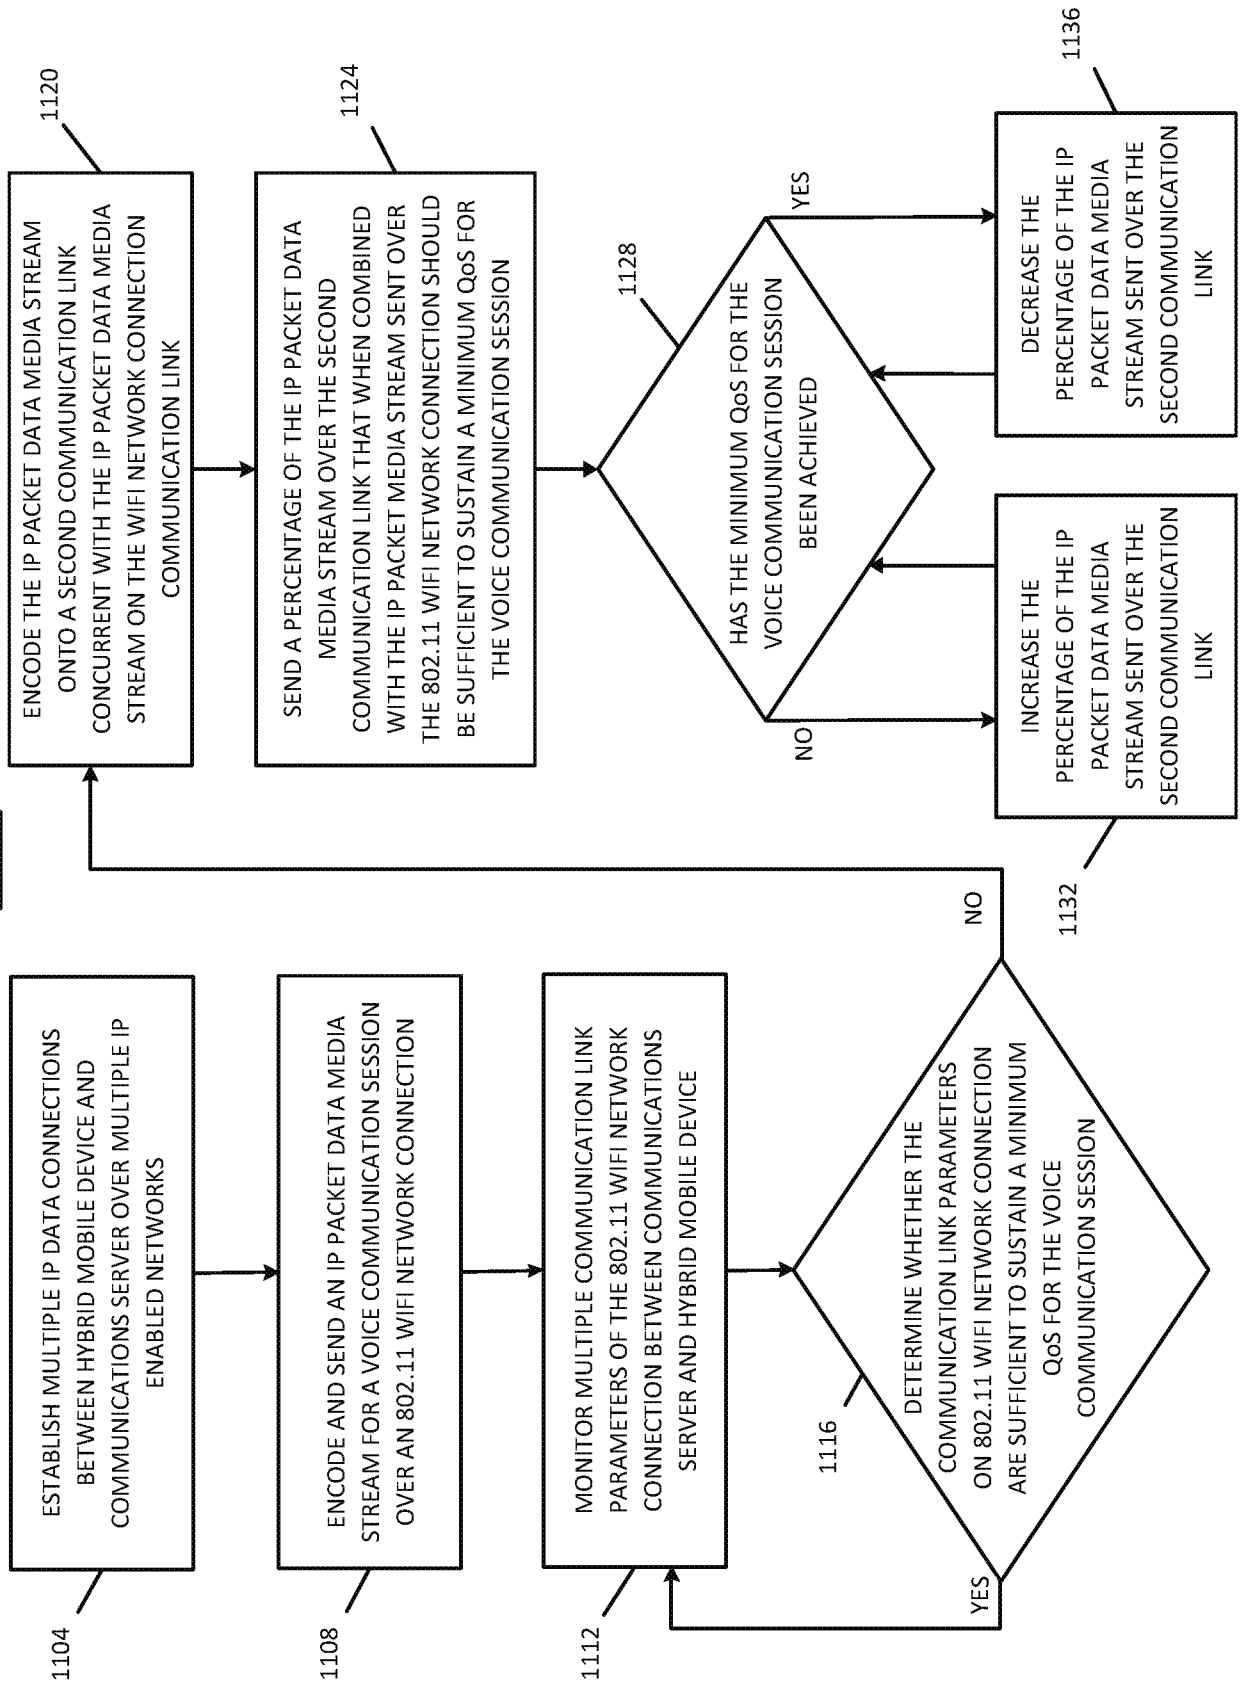 ESTABLISH MULTIPLE IP DATA CONNECTIONS
BETWEEN HYBRID MOBILE DEVICE AND
COMMUNICATIONS SERVER OVER MULTIPLE IP
ENABLED NETWORKS
1104
ENCODE AND SEND AN IP PACKET DATA MEDIA
STREAM FOR A VOICE COMMUNICATION SESSION
OVER AN 802.11 WIFI NETWORK CONNECTION
1108
MONITOR MULTIPLE COMMUNICATION LINK
PARAMETERS OF THE 802.11 WIFI NETWORK
CONNECTION BETWEEN COMMUNICATIONS
SERVER AND HYBRID MOBILE DEVICE
1112
1116
DETERMINE WHETHER THE
COMMUNICATION LINK PARAMETERS
ON 802.11 WIFI NETWORK CONNECTION
ARE SUFFICIENT TO SUSTAIN A MINIMUM
QoS FOR THE VOICE
COMMUNICATION SESSION
YES
NO
ENCODE THE IP PACKET DATA MEDIA STREAM
ONTO A SECOND COMMUNICATION LINK
CONCURRENT WITH THE IP PACKET DATA MEDIA
STREAM ON THE WIFI NETWORK CONNECTION
COMMUNICATION LINK
1120
SEND A PERCENTAGE OF THE IP PACKET DATA
MEDIA STREAM OVER THE SECOND
COMMUNICATION LINK THAT WHEN COMBINED
WITH THE IP PACKET MEDIA STREAM SENT OVER
THE 802.11 WIFI NETWORK CONNECTION SHOULD
BE SUFFICIENT TO SUSTAIN A MINIMUM QoS FOR
THE VOICE COMMUNICATION SESSION
1124
1128
HAS THE MINIMUM QoS FOR THE
VOICE COMMUNICATION SESSION
BEEN ACHIEVED
NO
YES
INCREASE THE
PERCENTAGE OF THE IP
PACKET DATA MEDIA
STREAM SENT OVER THE
SECOND COMMUNICATION
LINK
1132
DECREASE THE
PERCENTAGE OF THE IP
PACKET DATA MEDIA
STREAM SENT OVER THE
SECOND COMMUNICATION
LINK
1136